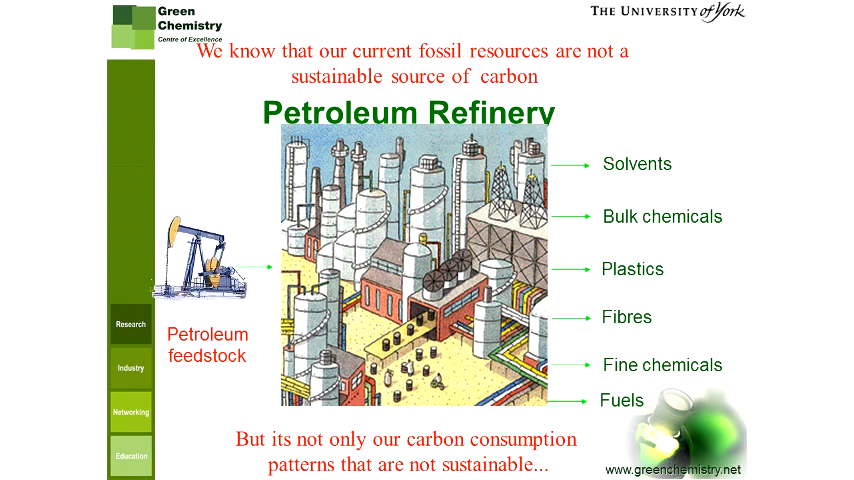 Green
Chemistry
Centre of Excellence
THE UNIVERSITY of York
We know that our current fossil resources are not a
sustainable source of carbon
Petroleum Refinery
Solvents
Bulk chemicals
Plastics
Fibres
Fine chemicals
Fuels
Petroleum
feedstock
Research
Industry
Networking
Education
But its not only our carbon consumption
patterns that are not sustainable...
www.greenchemistry.net